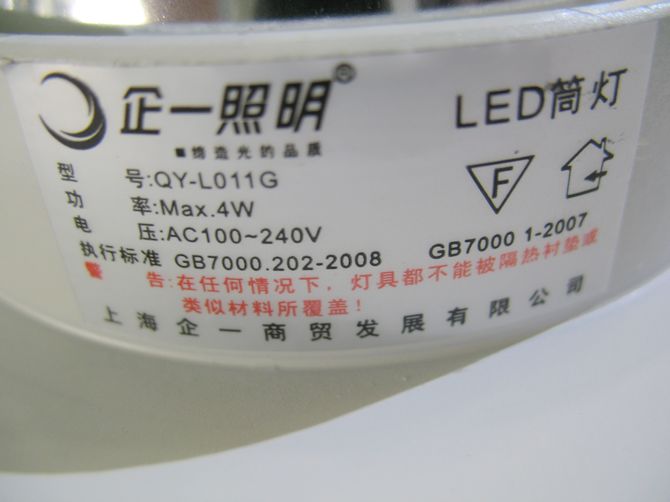 企一照明®
LED筒灯
■缔造光的品质
型号:QY-L011G
功率:Max.4W
F
电压:AC100~240V
执行标准 GB7000.202-2008 GB7000 1-2007
警告:在任何情况下,灯具都不能被隔热衬垫或
类似材料所覆盖!
上海企一商贸发展有限公司